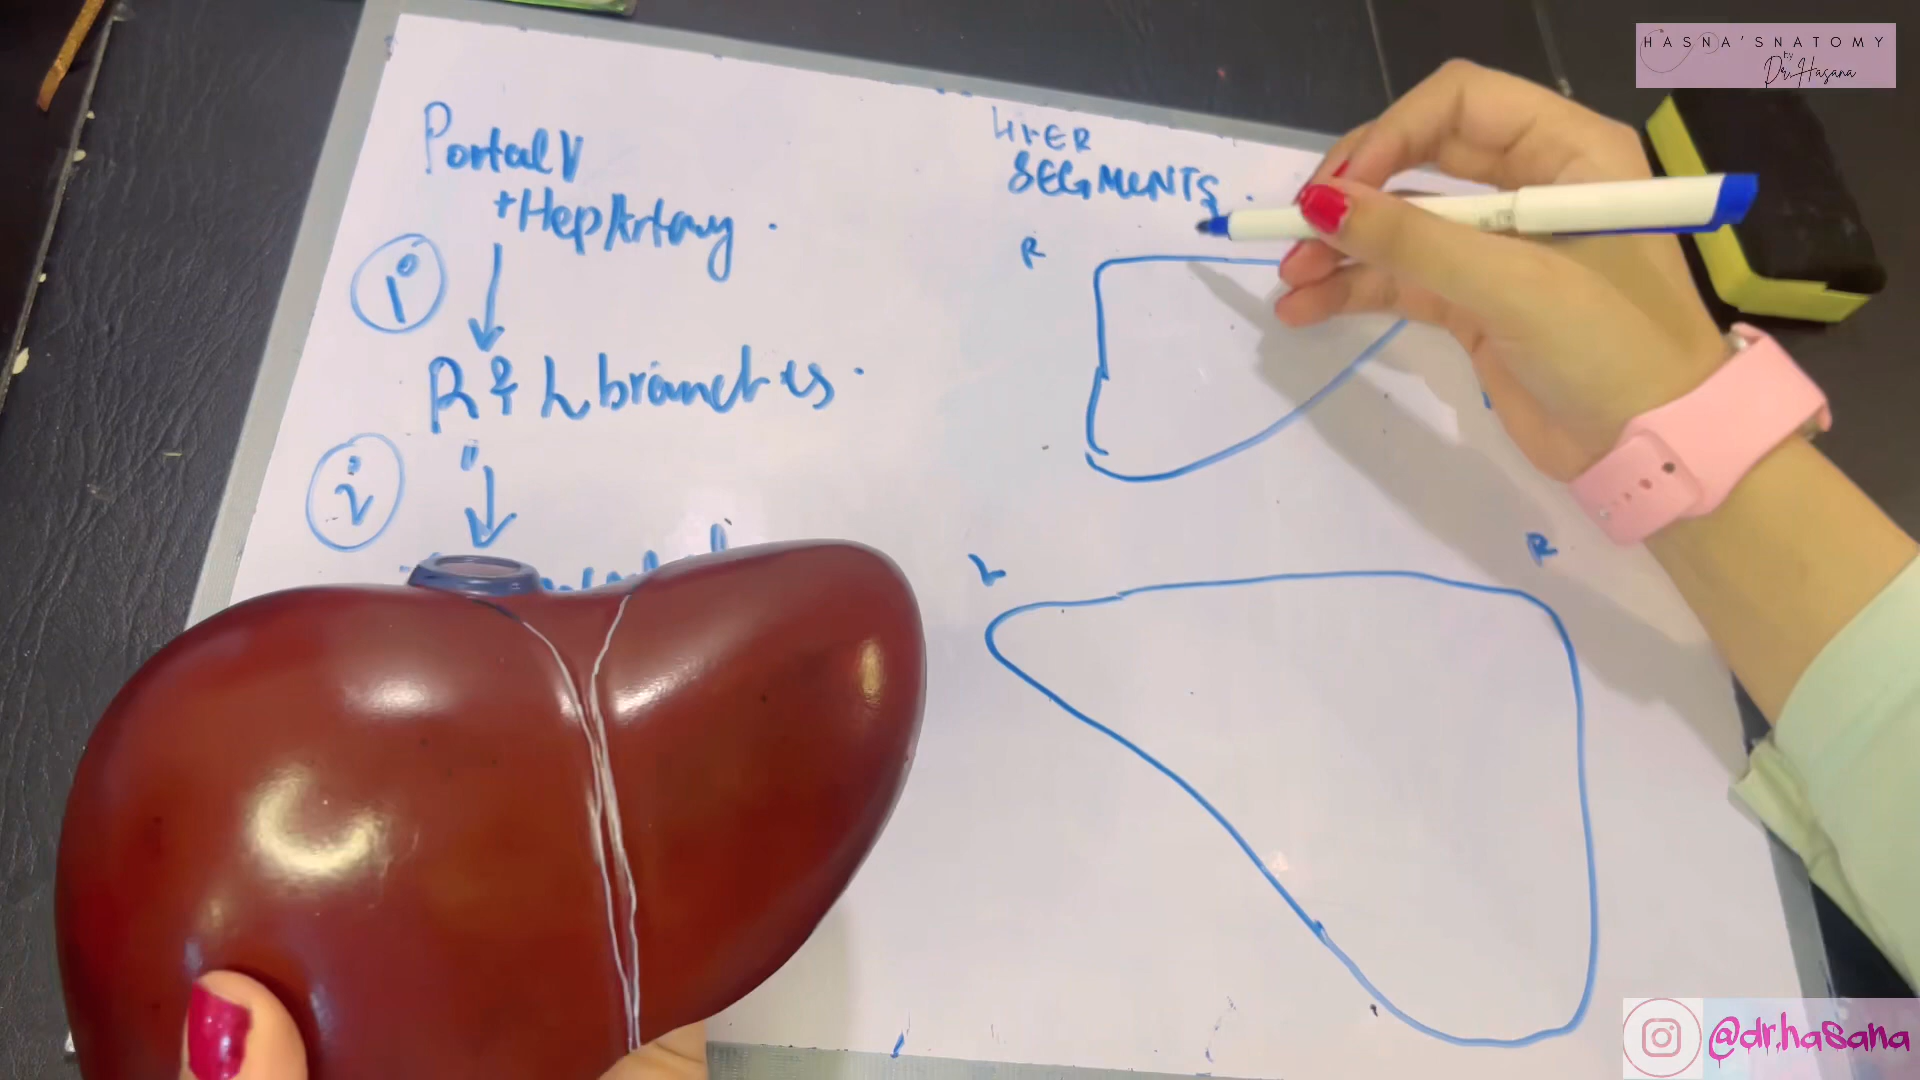 HASNA'SNATOMY
by
Dr.Hasana
Portal V
+Hep Artery.
1°
R & L branches.
2°
LIVER
SEGMENTS.
R
L
R
@dr.hasana